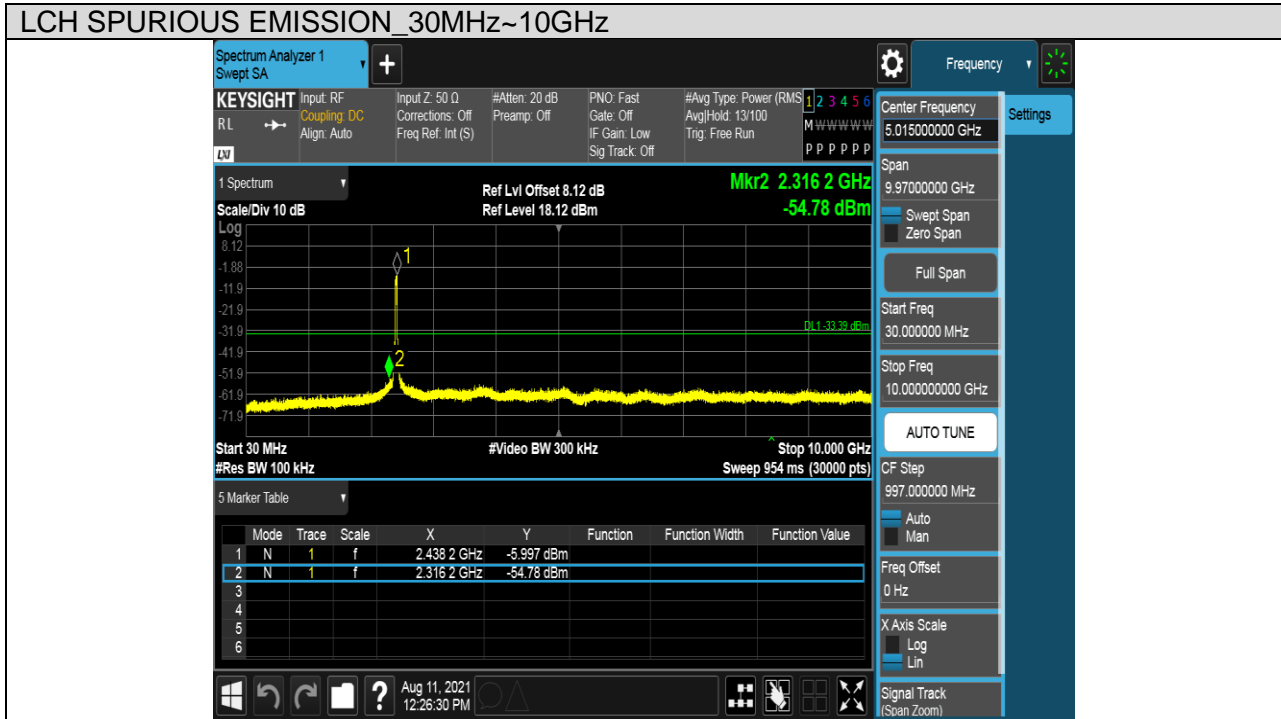 LCH SPURIOUS EMISSION_30MHz~10GHz
Spectrum Analyzer 1
Swept SA
+
Frequency
KEYSIGHT
RL
LXI
Input: RF
Coupling: DC
Align: Auto
Input Z: 50 Ω
Corrections: Off
Freq Ref: Int (S)
#Atten: 20 dB
Preamp: Off
PNO: Fast
Gate: Off
IF Gain: Low
Sig Track: Off
#Avg Type: Power (RMS
Avg|Hold: 13/100
Trig: Free Run
1 2 3 4 5 6
M W W W W W
P P P P P P
1 Spectrum
Scale/Div 10 dB
Ref Lvl Offset 8.12 dB
Ref Level 18.12 dBm
Mkr2 2.316 2 GHz
-54.78 dBm
Log
8.12
-1.88
-11.9
-21.9
-31.9
-41.9
-51.9
-61.9
-71.9
1
2
DL1 -33.39 dBm
Start 30 MHz
#Res BW 100 kHz
#Video BW 300 kHz
Stop 10.000 GHz
Sweep 954 ms (30000 pts)
5 Marker Table
Mode Trace Scale X Y Function Function Width Function Value
1 N 1 f 2.438 2 GHz -5.997 dBm
2 N 1 f 2.316 2 GHz -54.78 dBm
3
4
5
6
?
Aug 11, 2021
12:26:30 PM
Center Frequency
5.015000000 GHz
Settings
Span
9.97000000 GHz
Swept Span
Zero Span
Full Span
Start Freq
30.000000 MHz
Stop Freq
10.000000000 GHz
AUTO TUNE
CF Step
997.000000 MHz
Auto
Man
Freq Offset
0 Hz
X Axis Scale
Log
Lin
Signal Track
(Span Zoom)